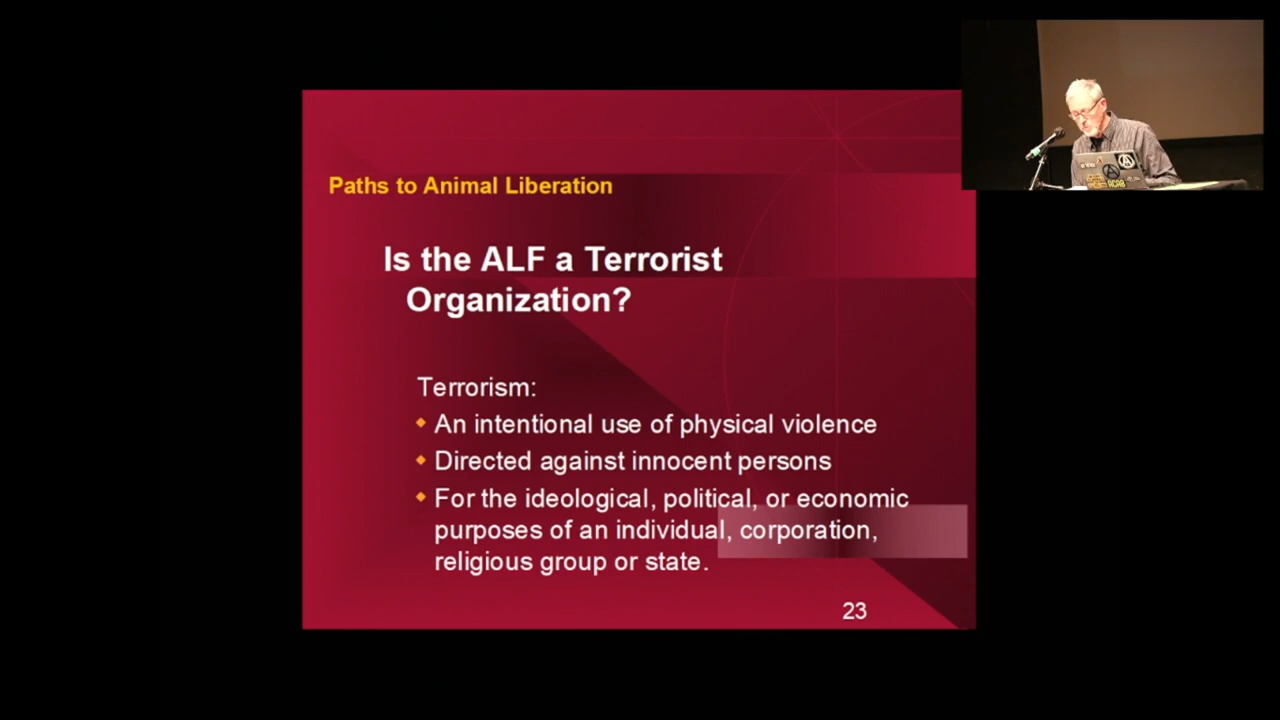 Paths to Animal Liberation
Is the ALF a Terrorist
Organization?
Terrorism:
An intentional use of physical violence
Directed against innocent persons
For the ideological, political, or economic
purposes of an individual, corporation,
religious group or state.
23
ACAB